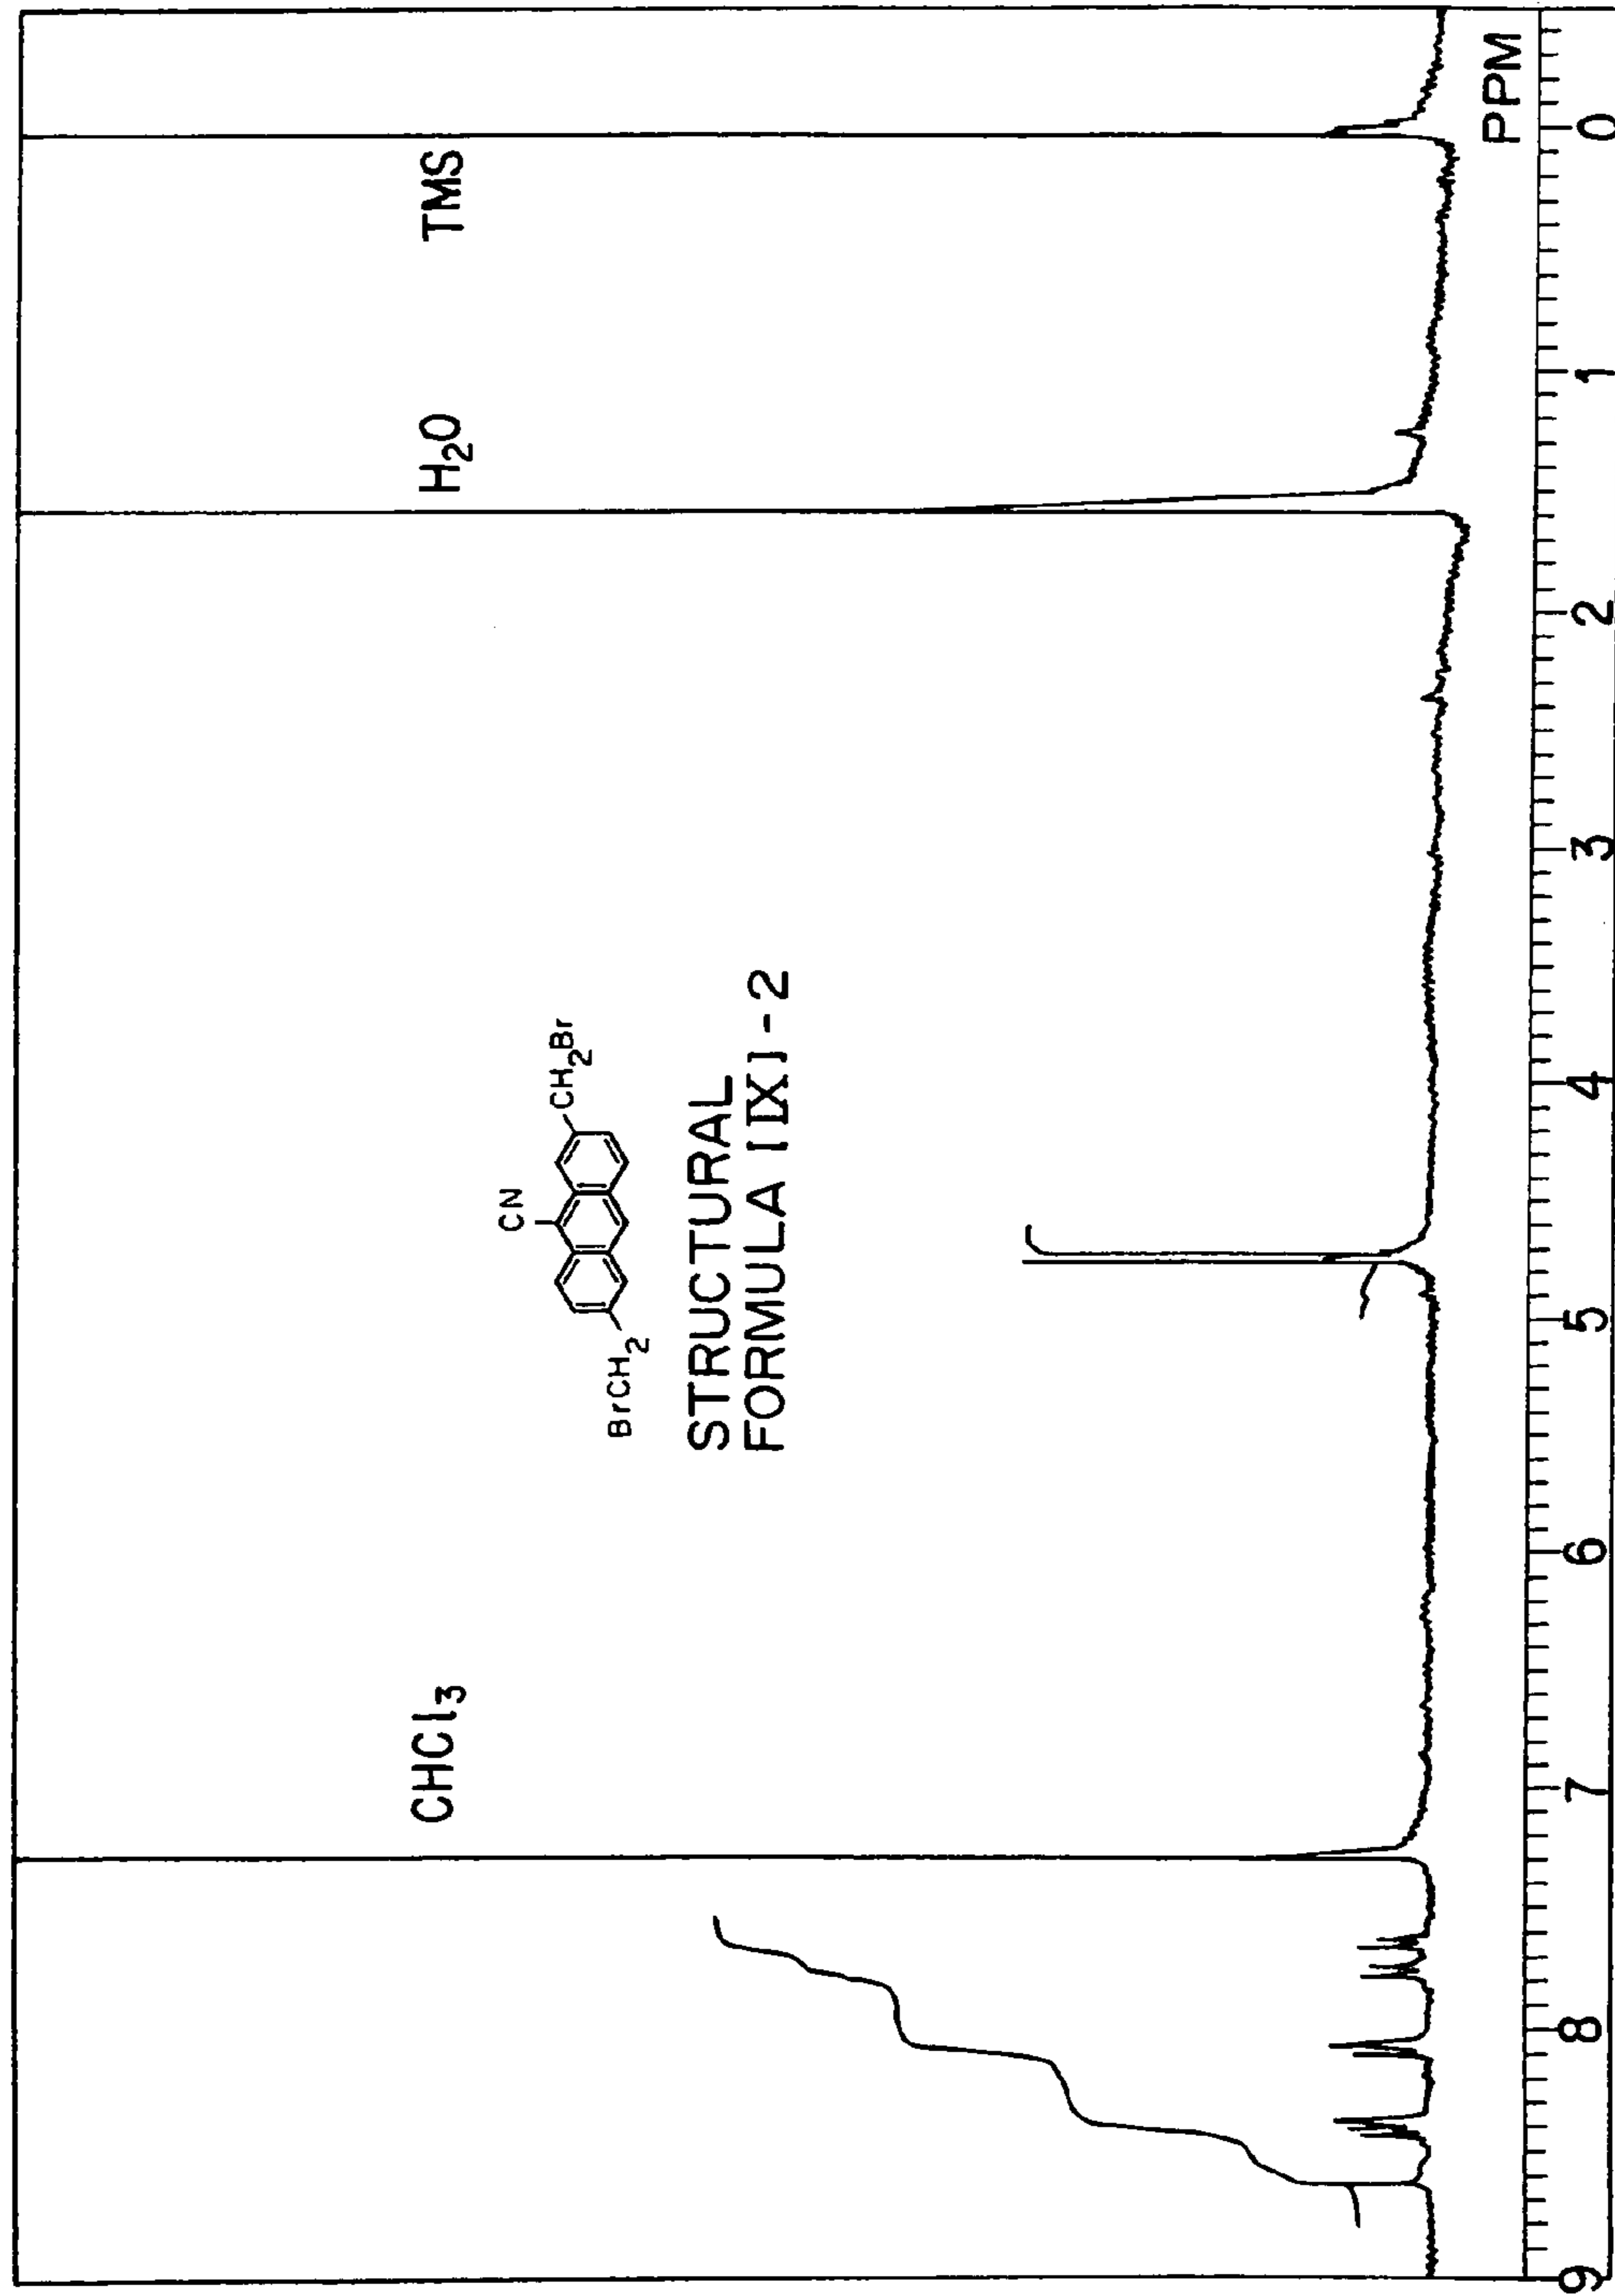 CHCl₃
H₂O
TMS
CN
BrCH₂
CH₂Br
STRUCTURAL
FORMULA [IX]-2
PPM
9 8 7 6 5 4 3 2 1 0